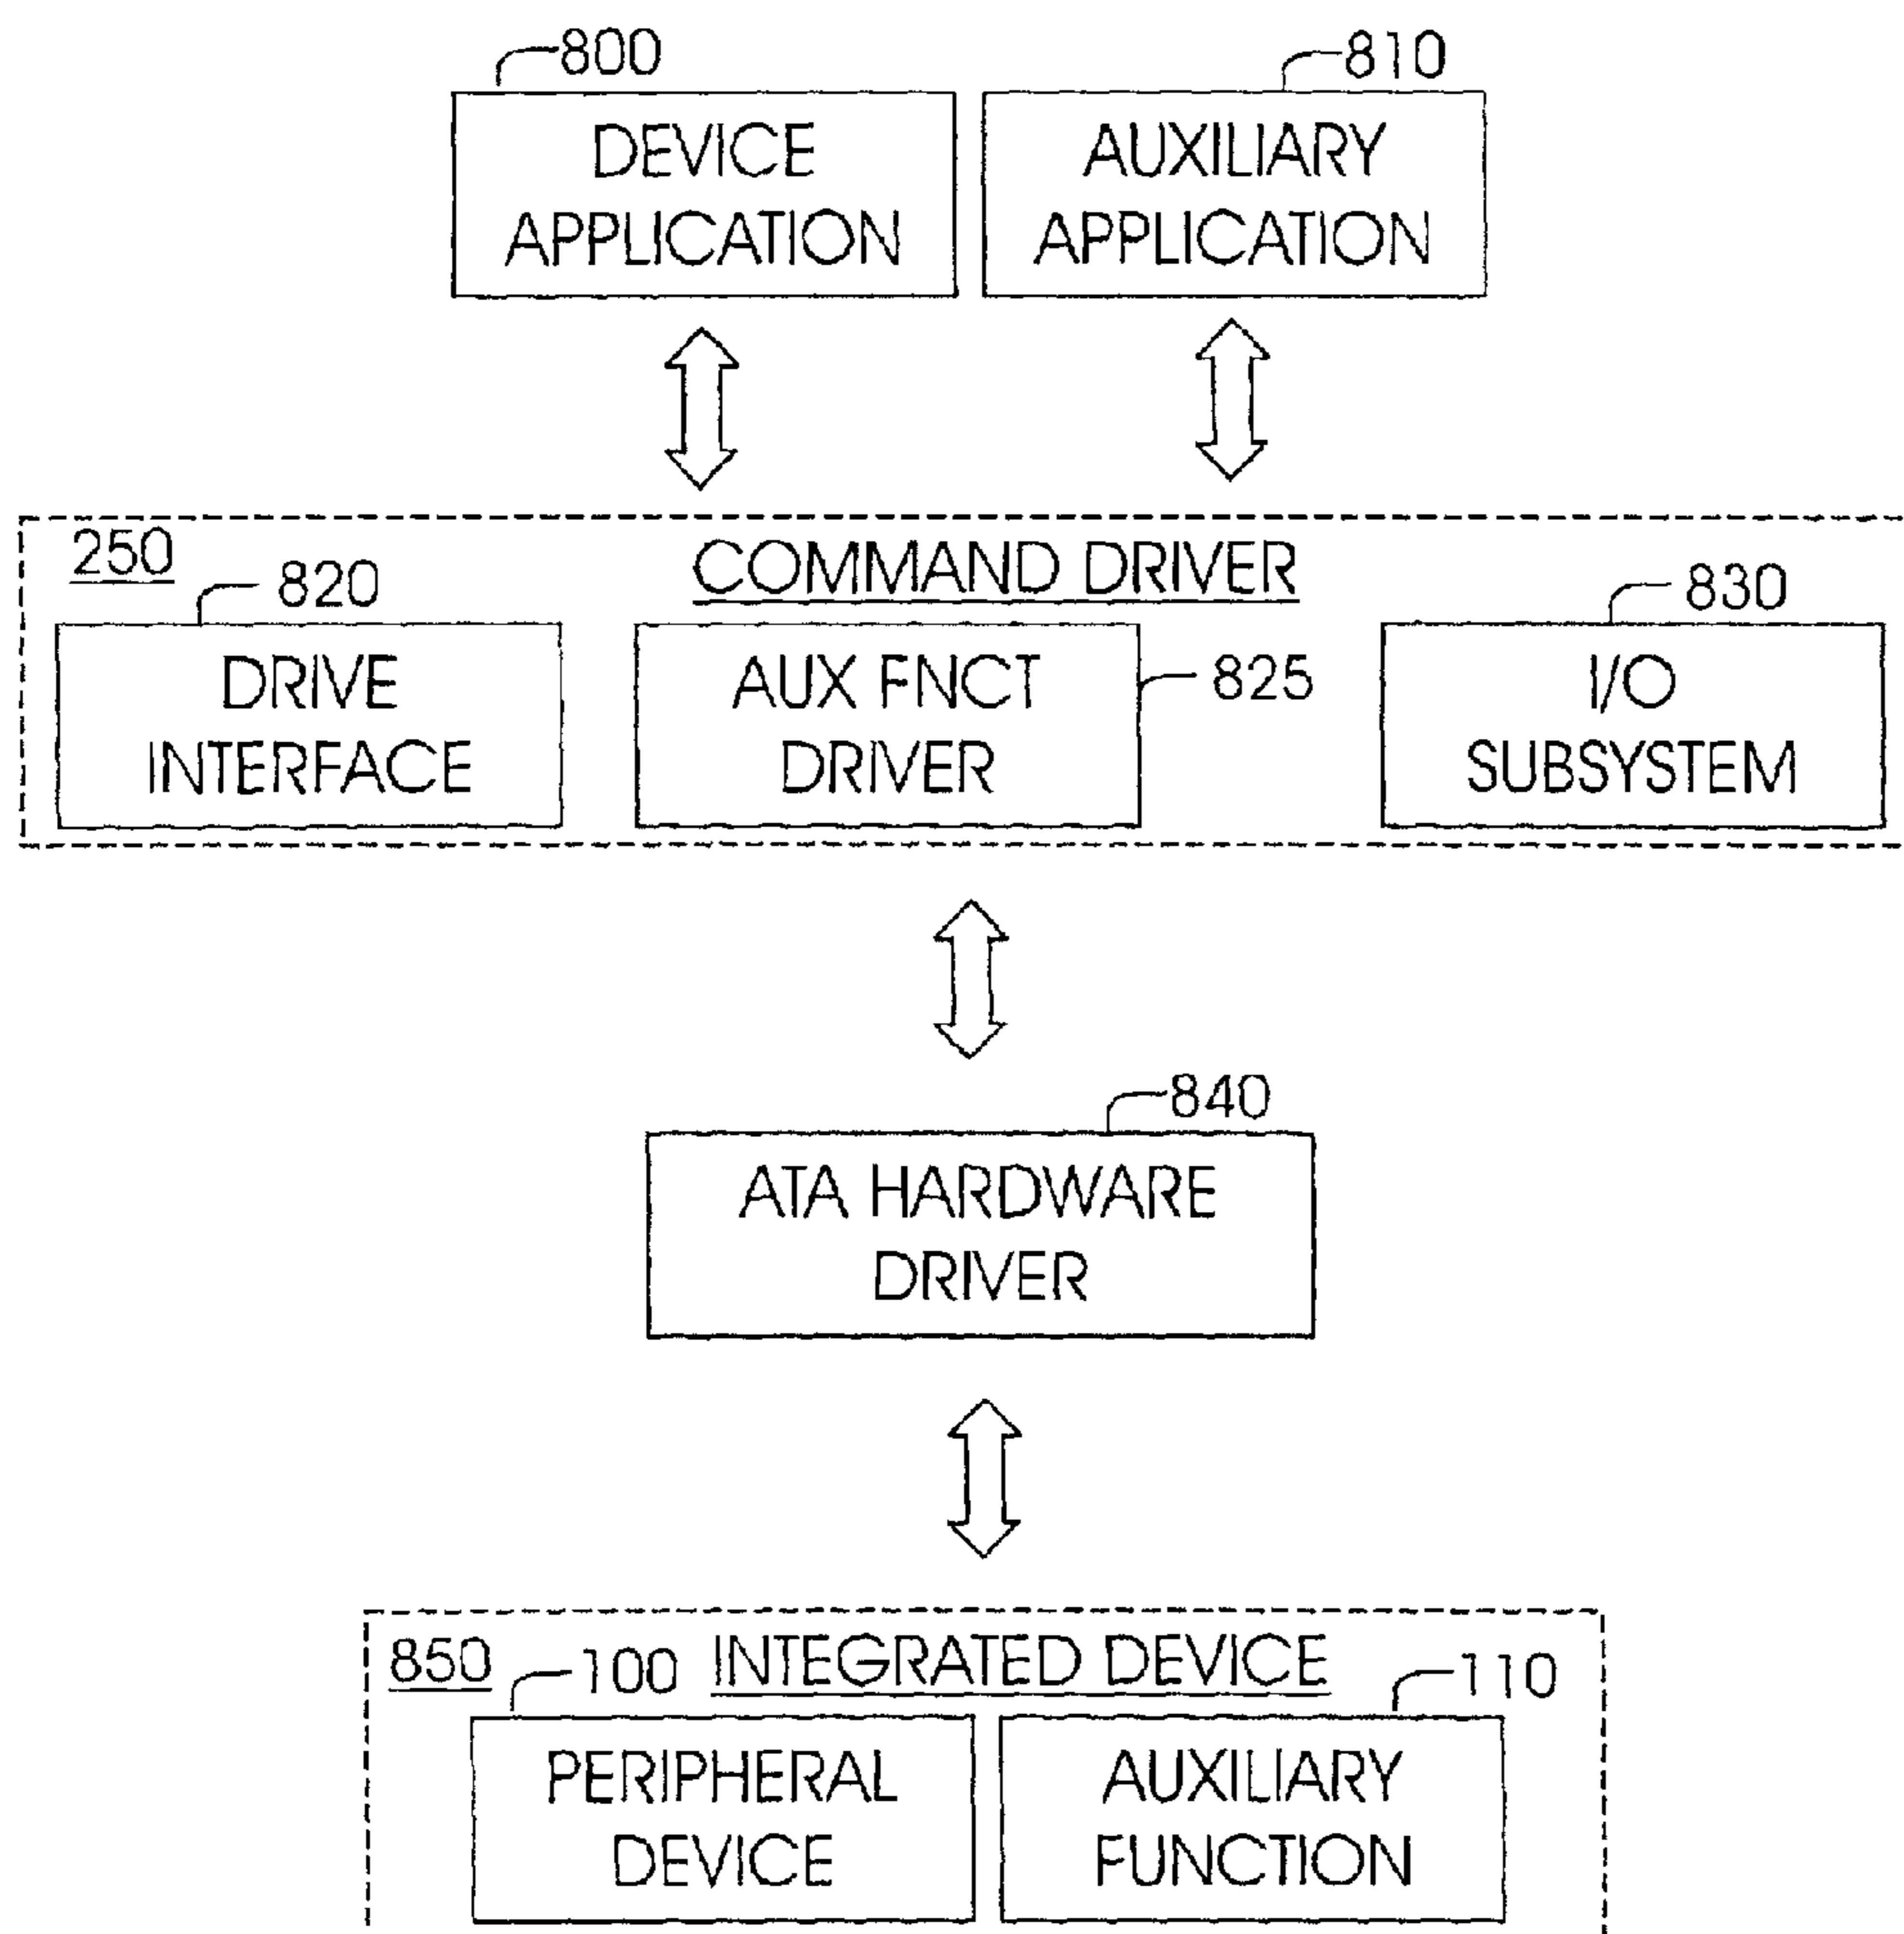 800
810
DEVICE
APPLICATION
AUXILIARY
APPLICATION
250
COMMAND DRIVER
820
830
DRIVE
INTERFACE
AUX FNCT
DRIVER
825
I/O
SUBSYSTEM
840
ATA HARDWARE
DRIVER
850
100
INTEGRATED DEVICE
110
PERIPHERAL
DEVICE
AUXILIARY
FUNCTION